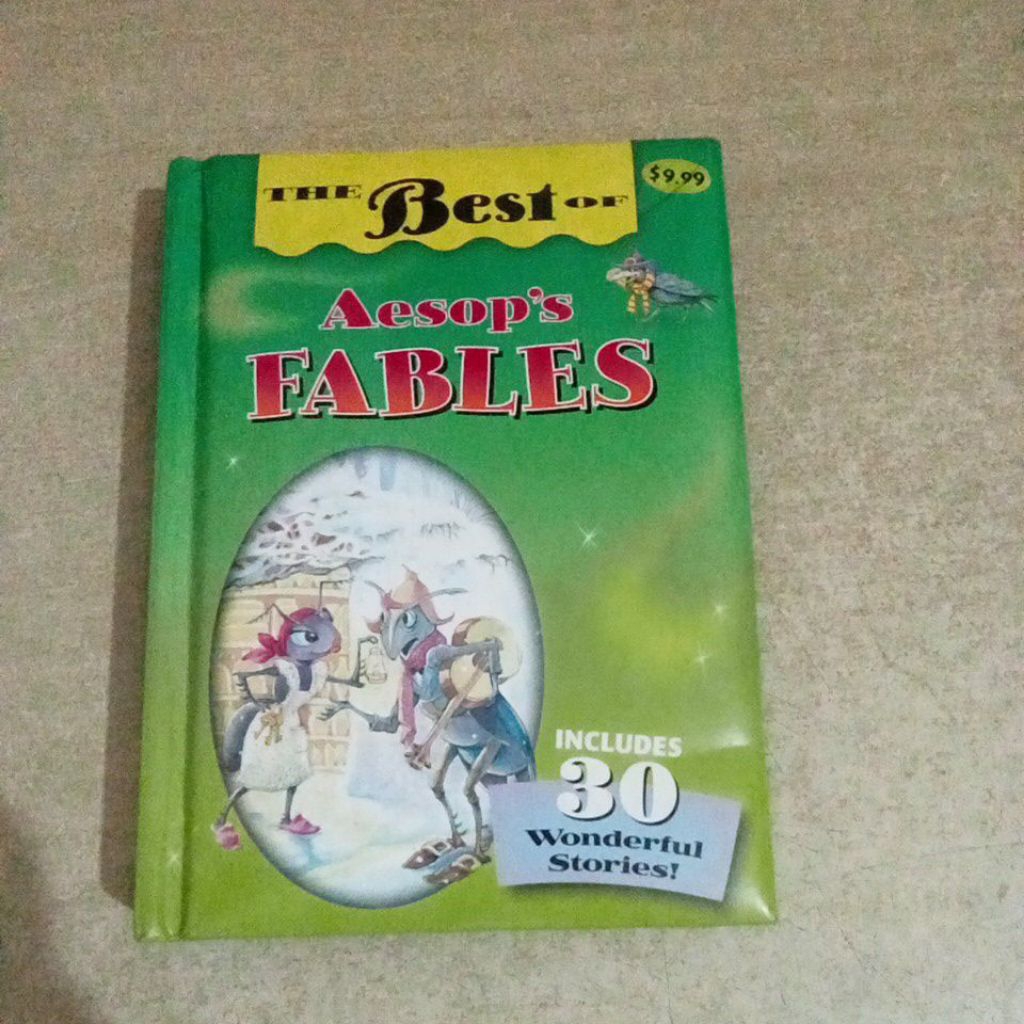 THE Best OF
$9.99
Aesop's
FABLES
INCLUDES
30
Wonderful
Stories!